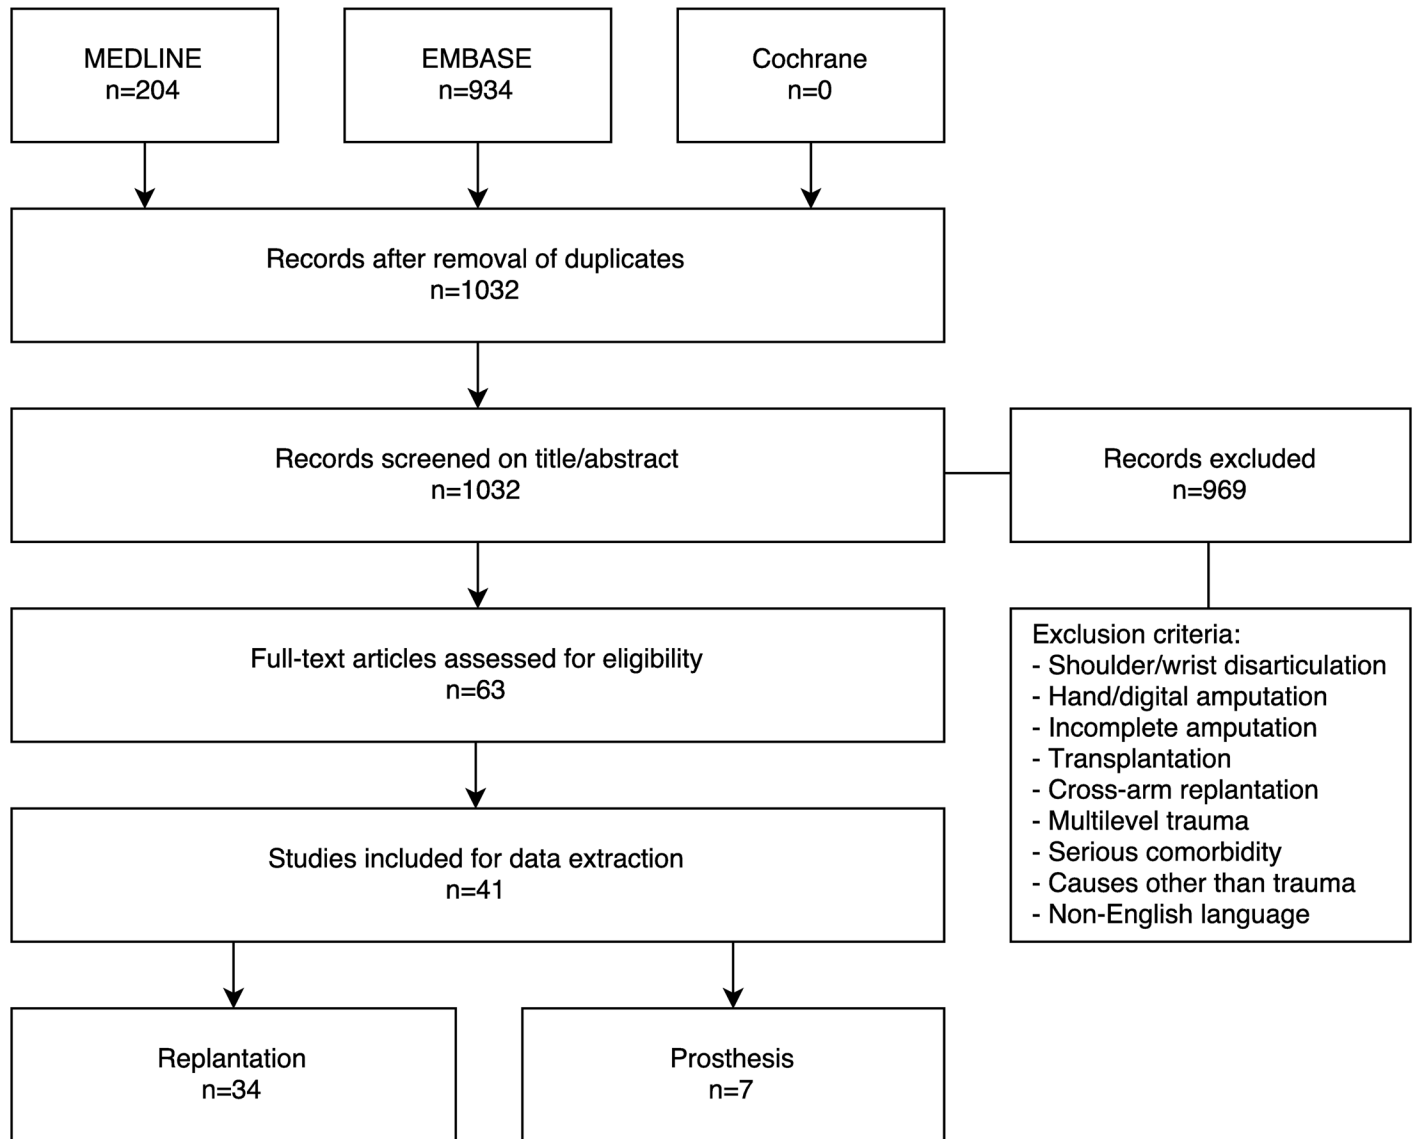 MEDLINE
n=204
EMBASE
n=934
Cochrane
n=0
Records after removal of duplicates
n=1032
Records screened on title/abstract
n=1032
Records excluded
n=969
Full-text articles assessed for eligibility
n=63
Exclusion criteria:
- Shoulder/wrist disarticulation
- Hand/digital amputation
- Incomplete amputation
- Transplantation
- Cross-arm replantation
- Multilevel trauma
- Serious comorbidity
- Causes other than trauma
- Non-English language
Studies included for data extraction
n=41
Replantation
n=34
Prosthesis
n=7